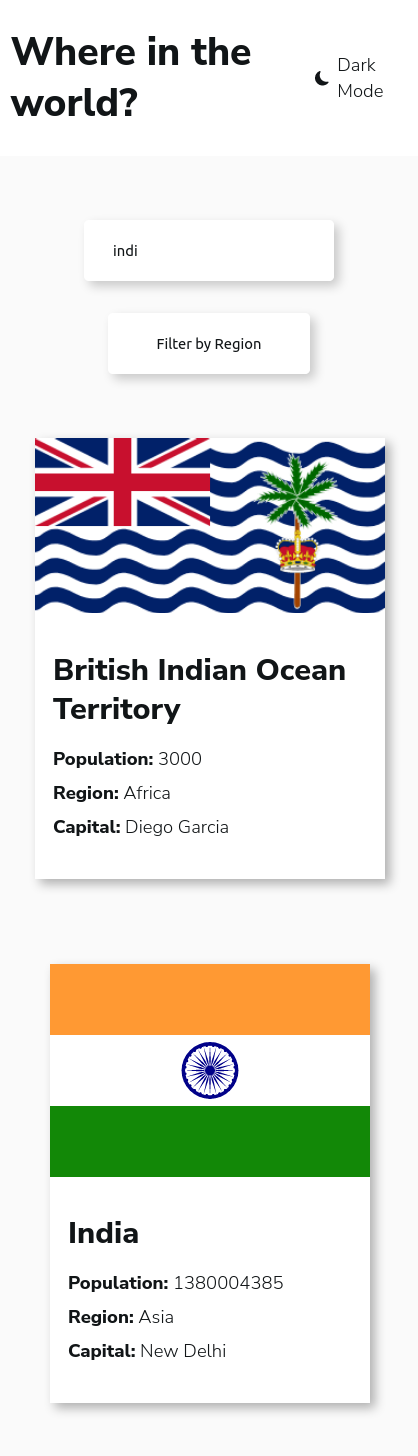 Where in the
world?
Dark
Mode
indi
Filter by Region
British Indian Ocean
Territory
Population: 3000
Region: Africa
Capital: Diego Garcia
India
Population: 1380004385
Region: Asia
Capital: New Delhi